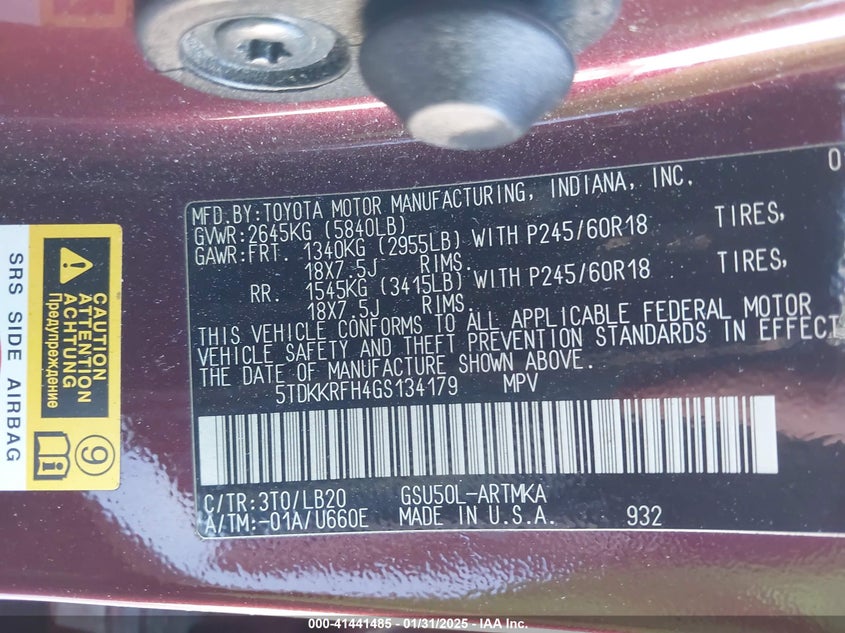 MFD.BY:TOYOTA MOTOR MANUFACTURING, INDIANA, INC.
GVWR:2645KG (5840LB)
GAWR:FRT. 1340KG (2955LB) WITH P245/60R18 TIRES,
18X7.5J RIMS.
RR. 1545KG (3415LB) WITH P245/60R18 TIRES,
18X7.5J RIMS.
THIS VEHICLE CONFORMS TO ALL APPLICABLE FEDERAL MOTOR
VEHICLE SAFETY AND THEFT PREVENTION STANDARDS IN EFFECT
THE DATE OF MANUFACTURE SHOWN ABOVE.
5TDKKRFH4GS134179 MPV
C/TR:3T0/LB20 GSU50L-ARTMKA
A/TM:-01A/U660E MADE IN U.S.A. 932
CAUTION
ATTENTION
ACHTUNG
Предупреждение
9
SRS SIDE AIRBAG
000-41441485 - 01/31/2025 - IAA Inc.